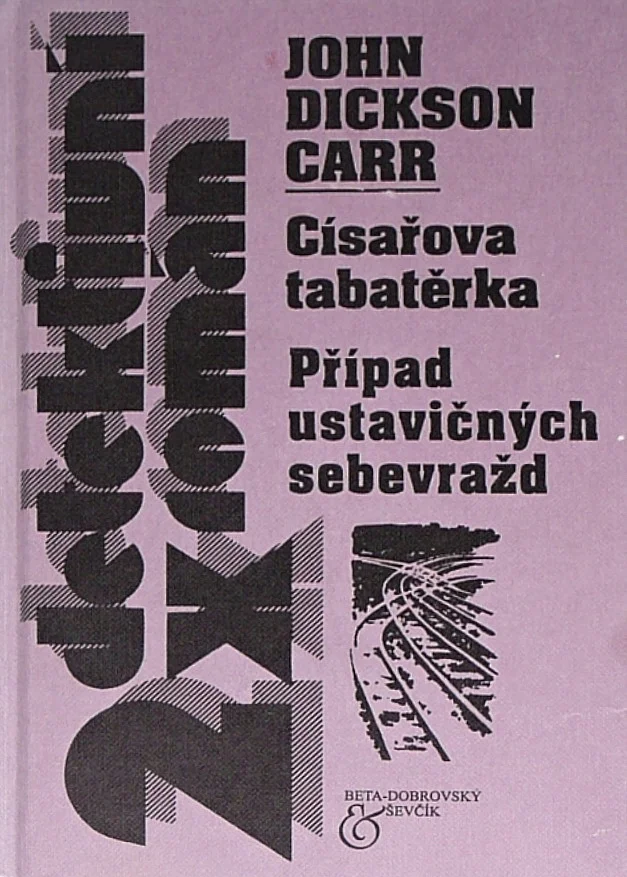 2x detektivní
román
JOHN
DICKSON
CARR
Císařova
tabatěrka
Případ
ustavičných
sebevražd
BETA-DOBROVSKÝ
& ŠEVČÍK